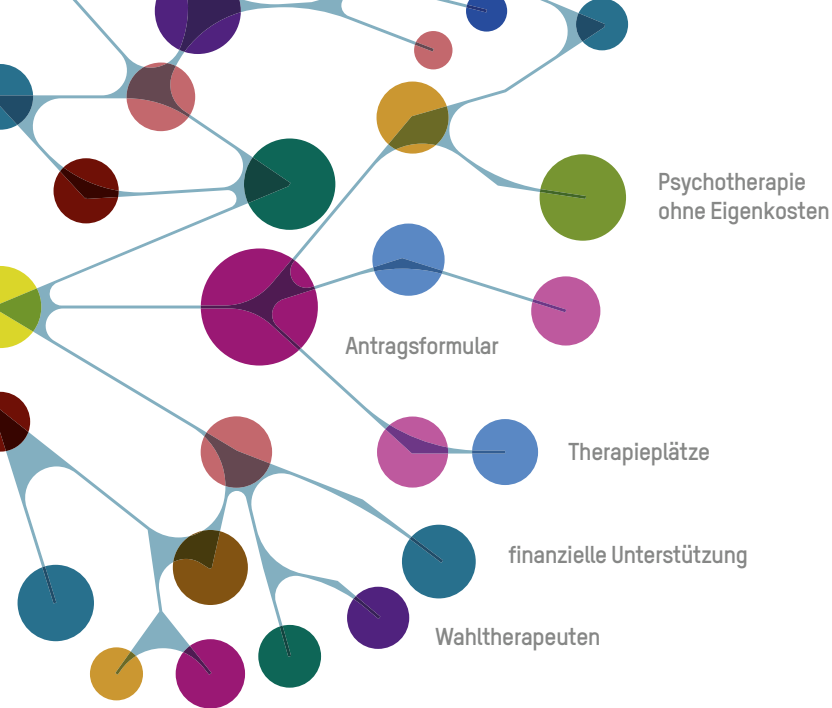 Psychotherapie
ohne Eigenkosten
Antragsformular
Therapieplätze
finanzielle Unterstützung
Wahltherapeuten